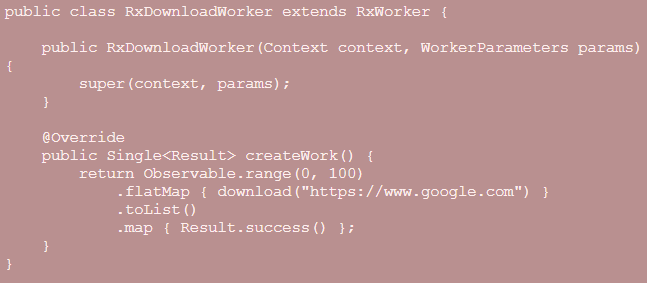 public class RxDownloadWorker extends RxWorker {
public RxDownloadWorker(Context context, WorkerParameters params)
{
super(context, params);
}
@Override
public Single<Result> createWork() {
return Observable.range(0, 100)
.flatMap { download("https://www.google.com") }
.toList()
.map { Result.success() };
}
}